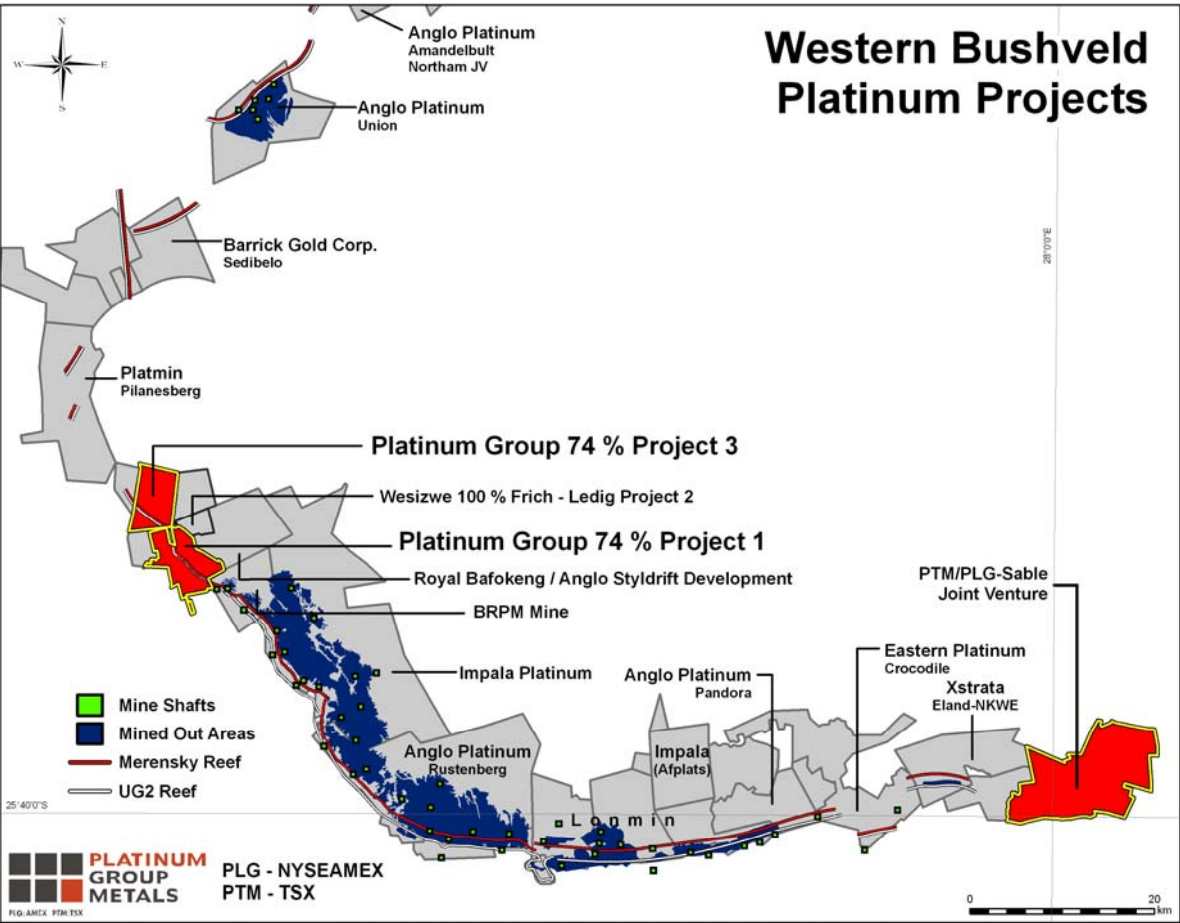 Western Bushveld
Platinum Projects
N
W
E
S
Anglo Platinum
Amandelbult
Northam JV
Anglo Platinum
Union
Barrick Gold Corp.
Sedibelo
28°0'0"E
Platmin
Pilanesberg
Platinum Group 74 % Project 3
Wesizwe 100 % Frich - Ledig Project 2
Platinum Group 74 % Project 1
Royal Bafokeng / Anglo Styldrift Development
BRPM Mine
PTM/PLG-Sable
Joint Venture
Impala Platinum
Anglo Platinum
Pandora
Eastern Platinum
Crocodile
Xstrata
Eland-NKWE
Anglo Platinum
Rustenberg
Impala
(Afplats)
Lonmin
Mine Shafts
Mined Out Areas
Merensky Reef
UG2 Reef
25°40'0"S
PLATINUM
GROUP
METALS
PLG:AMEX PTM:TSX
PLG - NYSEAMEX
PTM - TSX
0 20
km